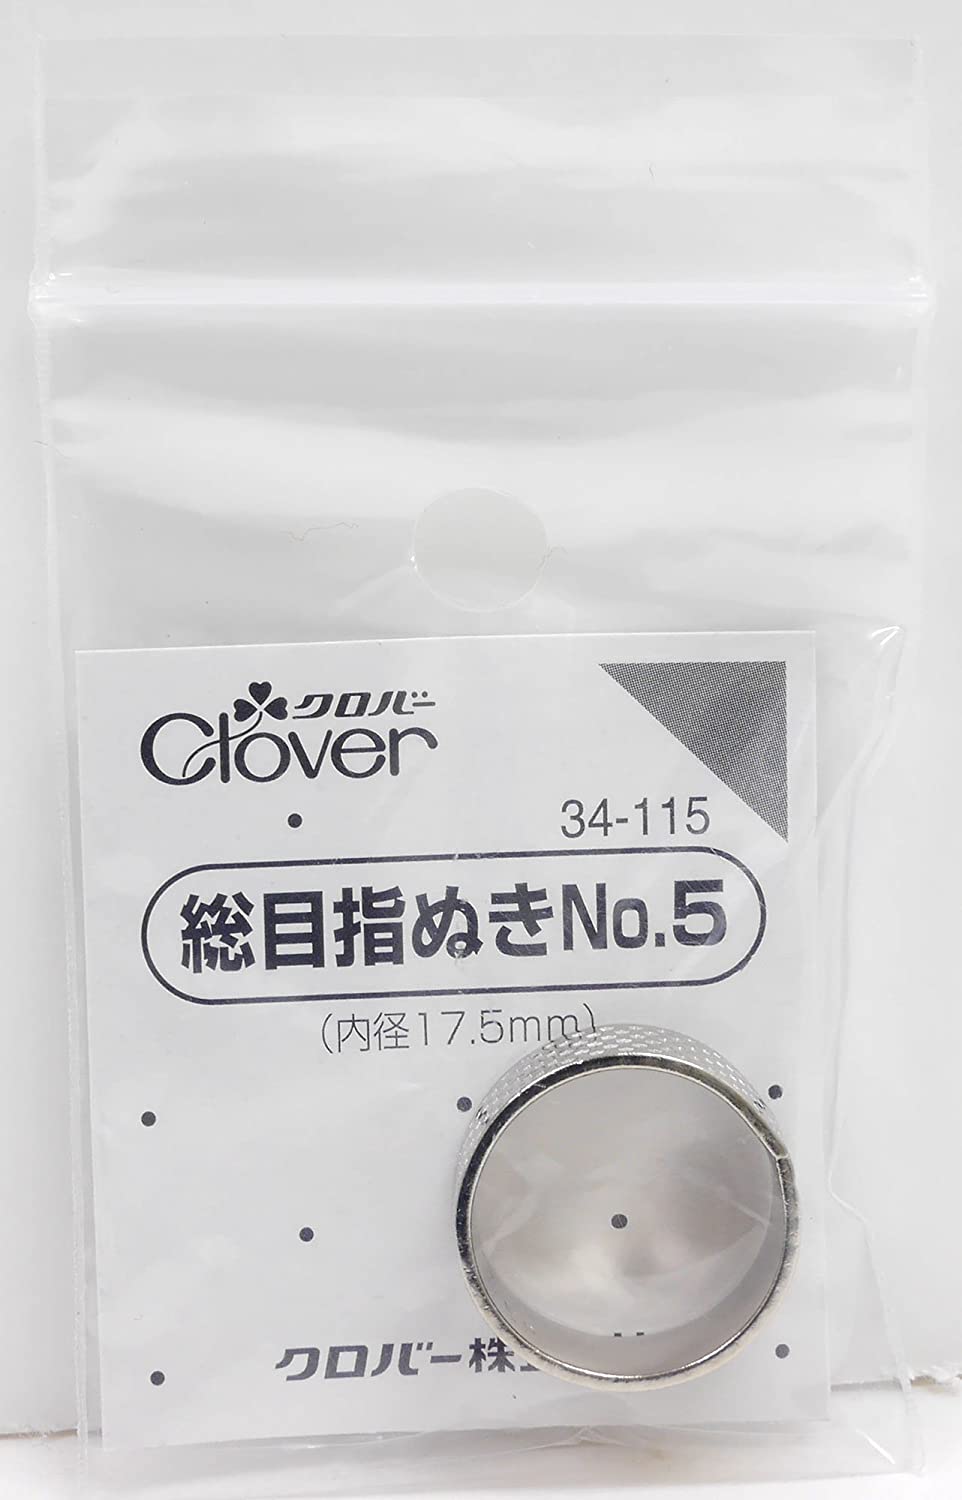 クロバー
Clover
34-115
総目指ぬきNo.5
(内径17.5mm)
クロバー株